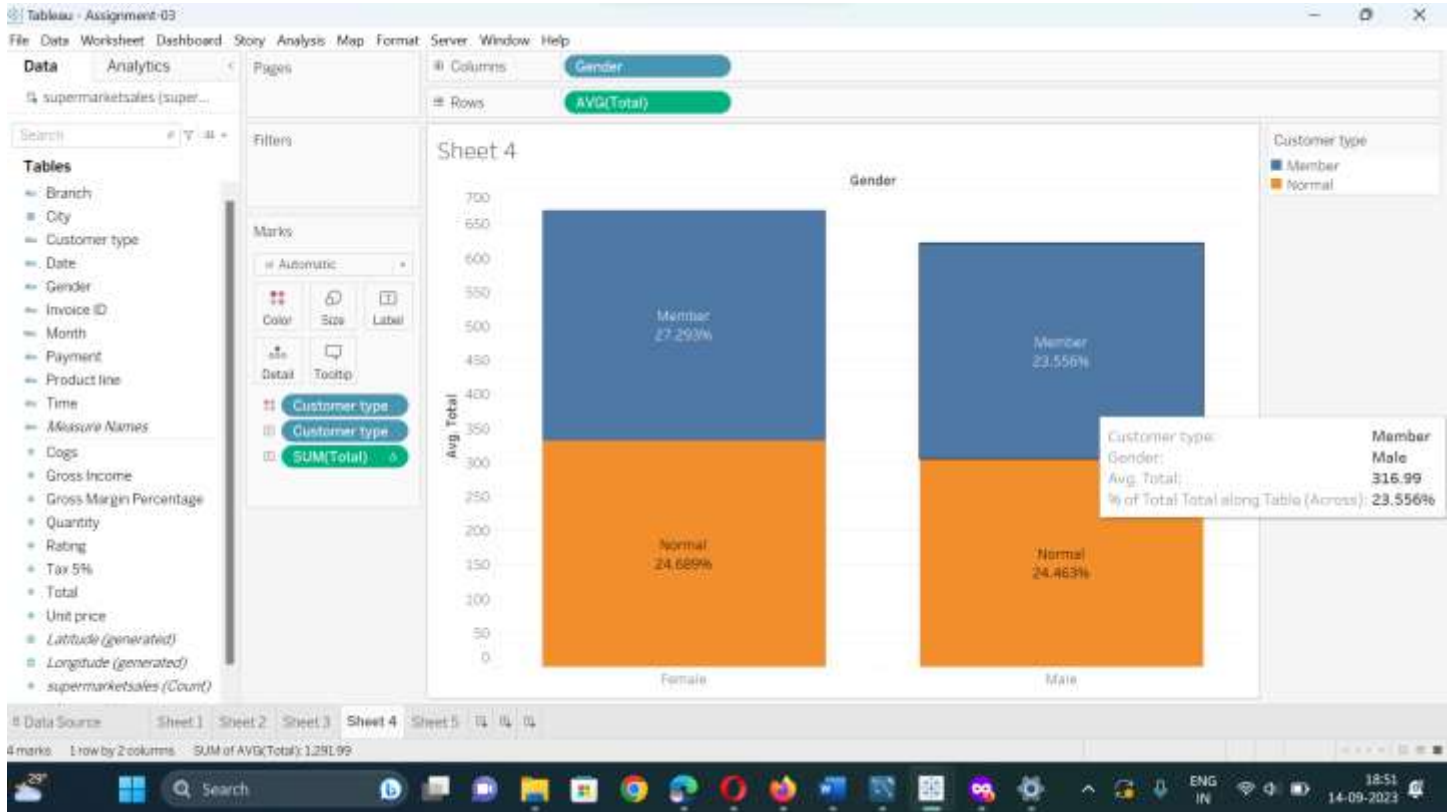 Tableau - Assignment-03
File Data Worksheet Dashboard Story Analysis Map Format Server Window Help
Data Analytics
Pages
Columns Gender
supermarketsales (super...
Rows AVG(Total)
Search
Filters
Tables
Branch
City
Customer type
Date
Gender
Invoice ID
Month
Payment
Product line
Time
Measure Names
Cogs
Gross Income
Gross Margin Percentage
Quantity
Rating
Tax 5%
Total
Unit price
Latitude (generated)
Longitude (generated)
supermarketsales (Count)
Marks
Automatic
Color Size Label
Detail Tooltip
Customer type
Customer type
SUM(Total)
Sheet 4
Gender
Avg. Total
700
650
600
550
500
450
400
350
300
250
200
150
100
50
0
Member
27.293%
Normal
24.689%
Member
23.556%
Normal
24.463%
Female Male
Customer type: Member
Gender: Male
Avg. Total: 316.99
% of Total Total along Table (Across): 23.556%
Customer type
Member
Normal
Data Source Sheet 1 Sheet 2 Sheet 3 Sheet 4 Sheet 5
4 marks 1 row by 2 columns SUM of AVG(Total): 1,291.99
29°
Search
ENG
IN
18:51
14-09-2023